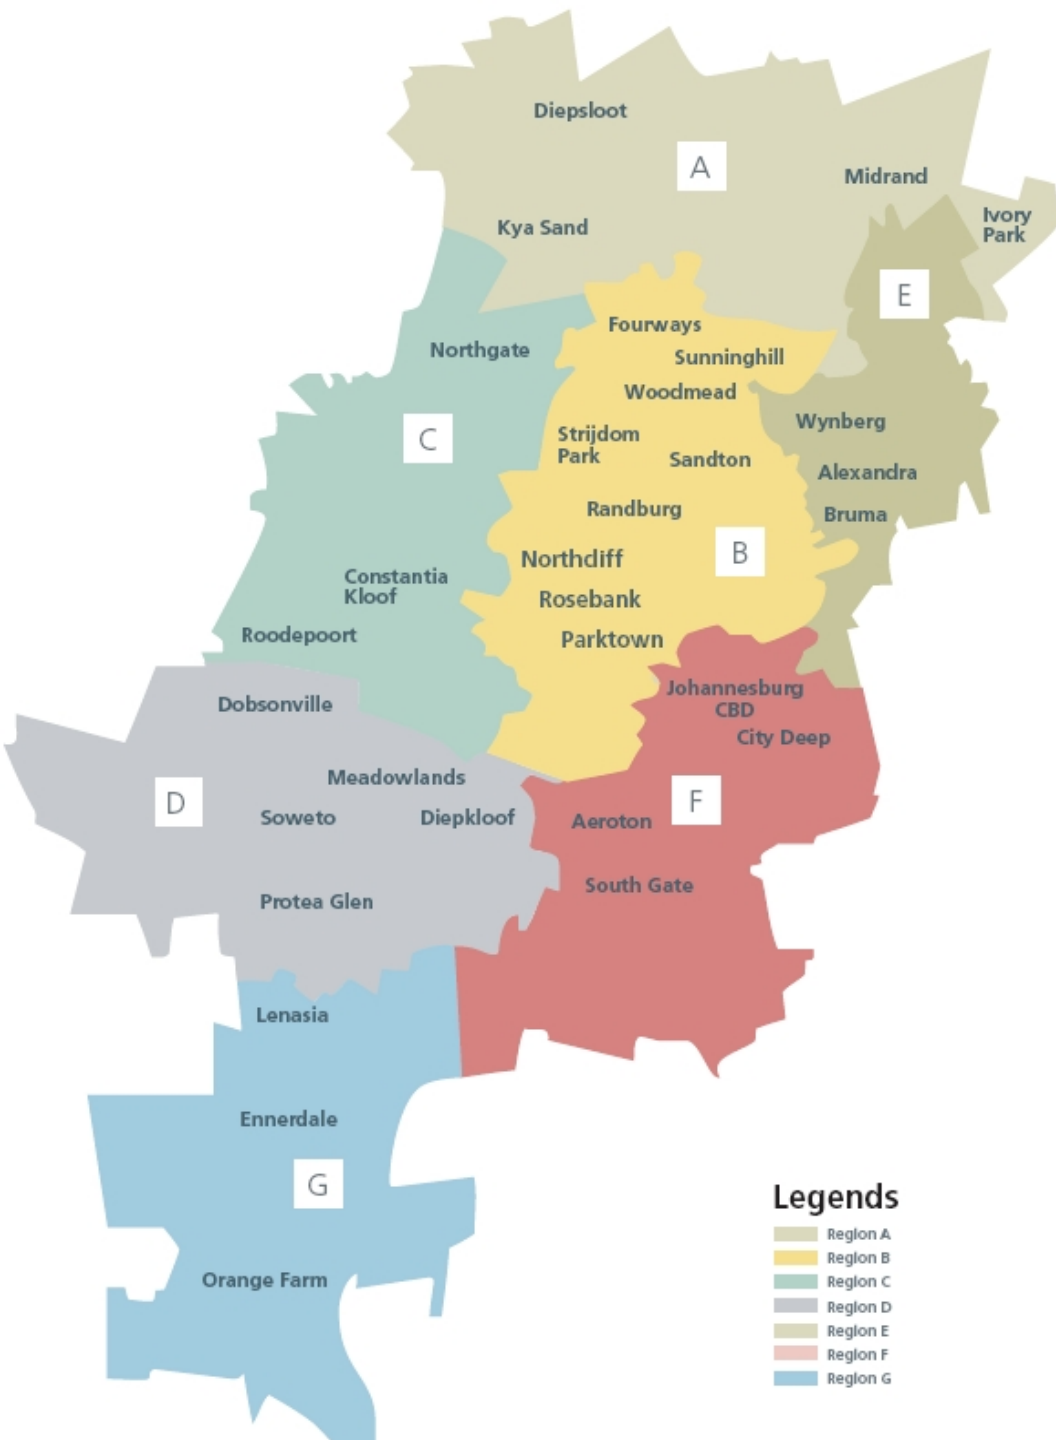 Diepsloot
A
Midrand
Ivory
Park
Kya Sand
E
Fourways
Northgate
Sunninghill
Woodmead
Wynberg
C
Strijdom
Park
Sandton
Alexandra
Randburg
Bruma
B
Northcliff
Constantia
Kloof
Rosebank
Roodepoort
Parktown
Johannesburg
CBD
Dobsonville
City Deep
Meadowlands
D
F
Soweto
Diepkloof
Aeroton
South Gate
Protea Glen
Lenasia
Ennerdale
G
Orange Farm
Legends
Region A
Region B
Region C
Region D
Region E
Region F
Region G